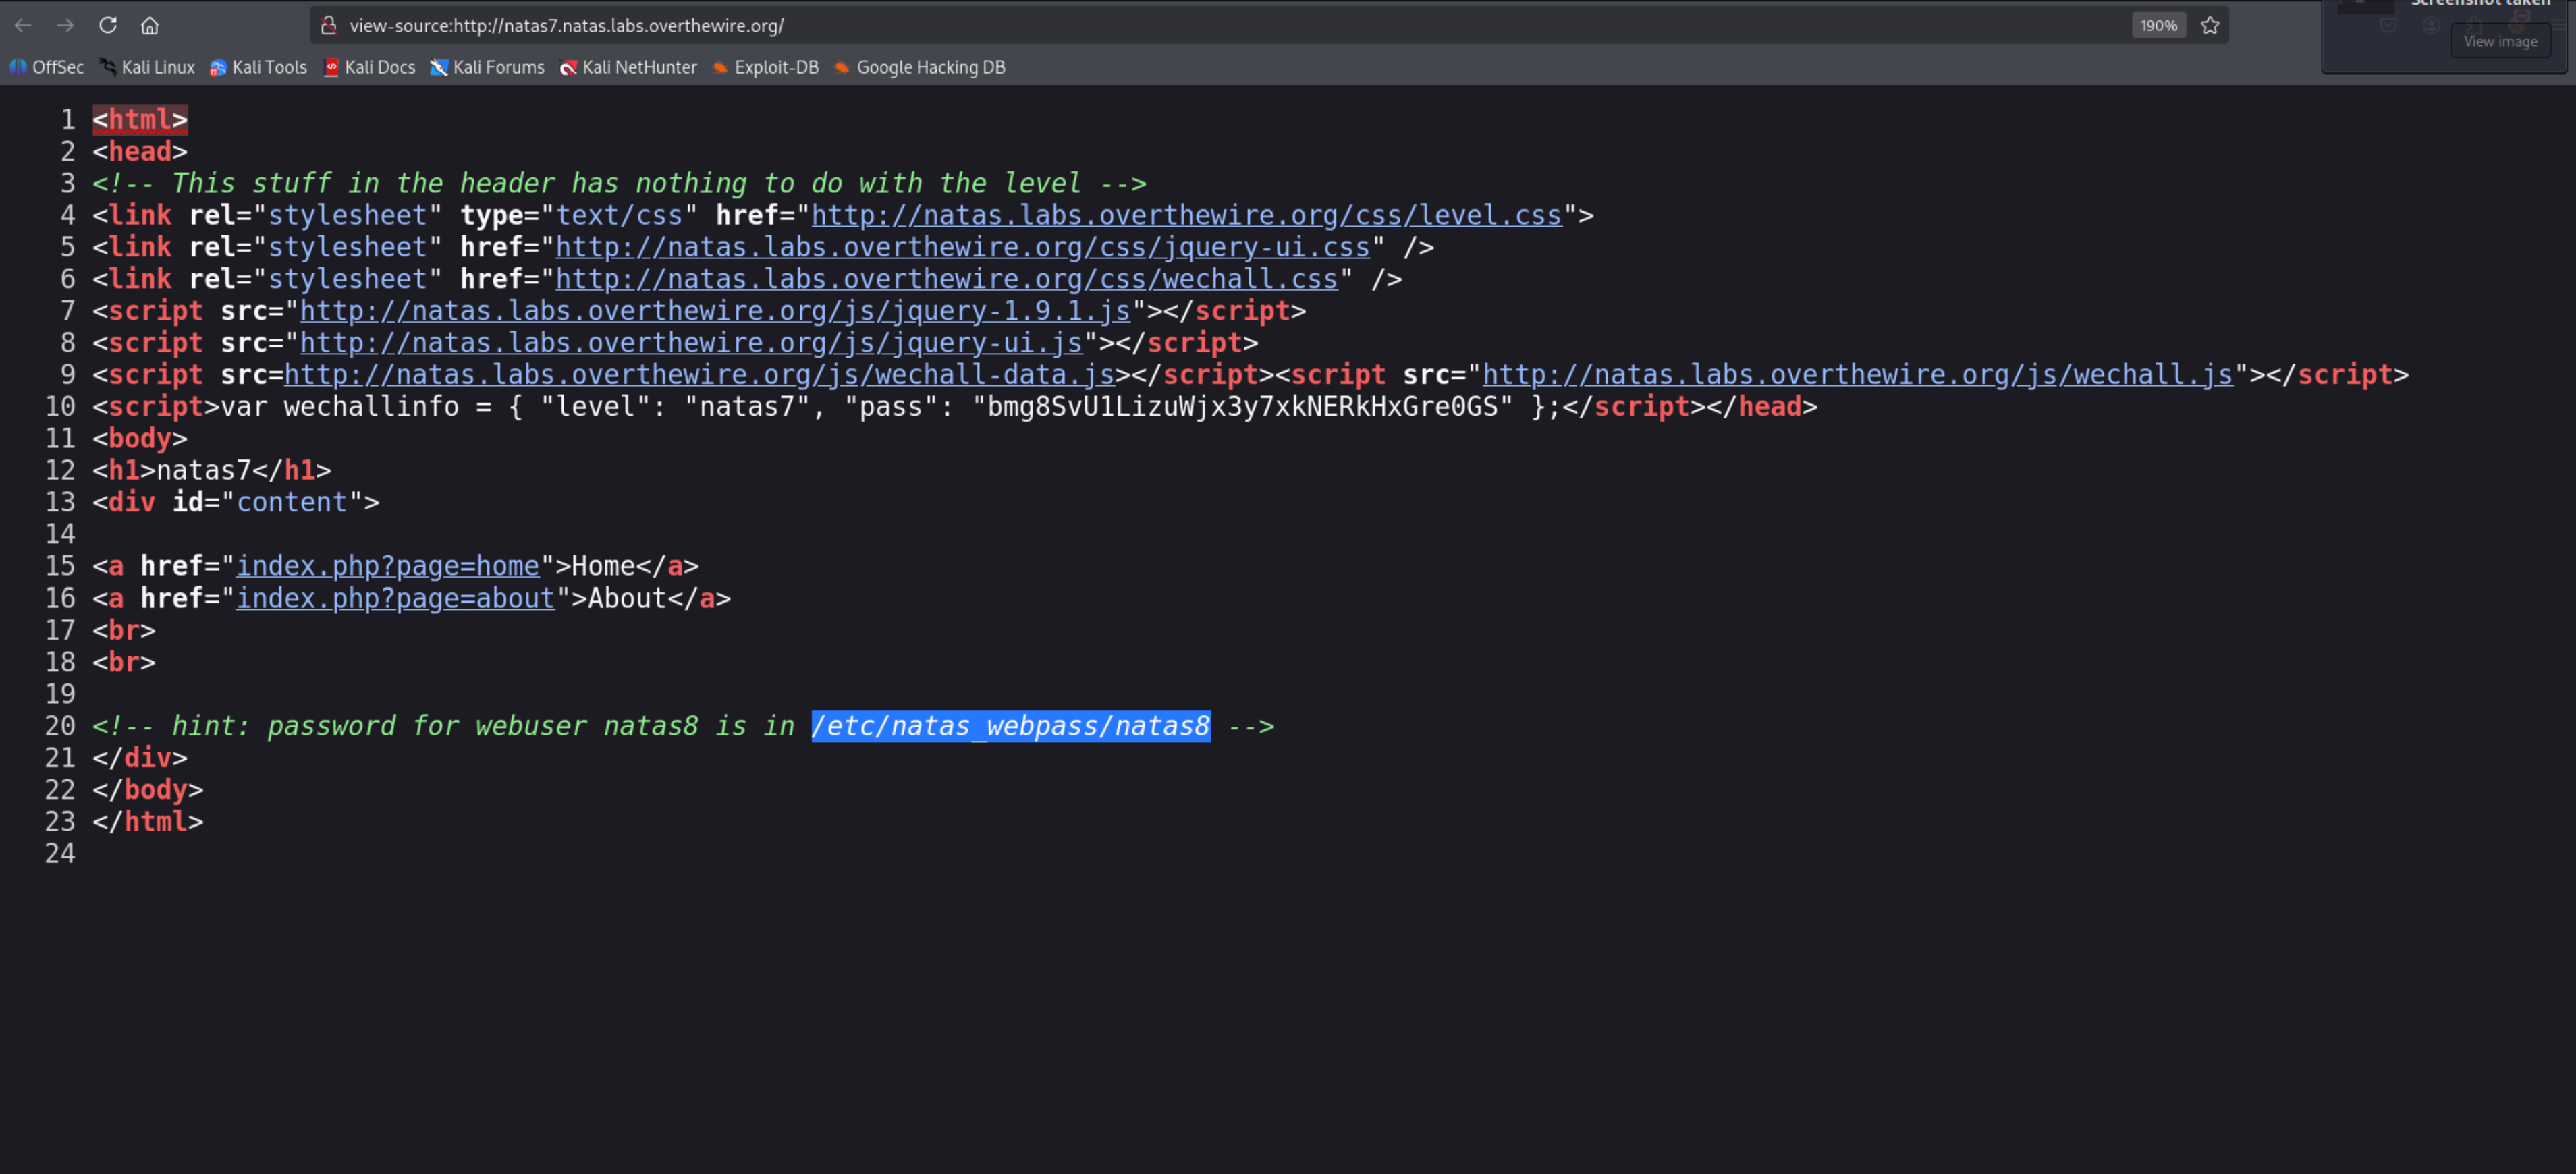 Screenshot taken
view-source:http://natas7.natas.labs.overthewire.org/
190%
View image
OffSec Kali Linux Kali Tools Kali Docs Kali Forums Kali NetHunter Exploit-DB Google Hacking DB
1 <html>
2 <head>
3 <!-- This stuff in the header has nothing to do with the level -->
4 <link rel="stylesheet" type="text/css" href="http://natas.labs.overthewire.org/css/level.css">
5 <link rel="stylesheet" href="http://natas.labs.overthewire.org/css/jquery-ui.css" />
6 <link rel="stylesheet" href="http://natas.labs.overthewire.org/css/wechall.css" />
7 <script src="http://natas.labs.overthewire.org/js/jquery-1.9.1.js"></script>
8 <script src="http://natas.labs.overthewire.org/js/jquery-ui.js"></script>
9 <script src=http://natas.labs.overthewire.org/js/wechall-data.js></script><script src="http://natas.labs.overthewire.org/js/wechall.js"></script>
10 <script>var wechallinfo = { "level": "natas7", "pass": "bmg8SvU1LizuWjx3y7xkNERkHxGre0GS" };</script></head>
11 <body>
12 <h1>natas7</h1>
13 <div id="content">
14
15 <a href="index.php?page=home">Home</a>
16 <a href="index.php?page=about">About</a>
17 <br>
18 <br>
19
20 <!-- hint: password for webuser natas8 is in /etc/natas_webpass/natas8 -->
21 </div>
22 </body>
23 </html>
24